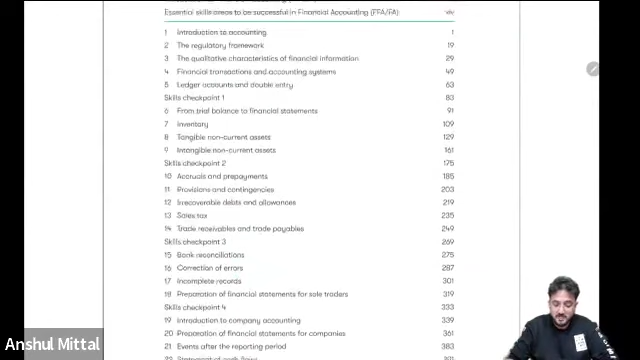 Essential skills areas to be successful in Financial Accounting (FFA/FA)
1 Introduction to accounting 1
2 The regulatory framework 19
3 The qualitative characteristics of financial information 29
4 Financial transactions and accounting systems 49
5 Ledger accounts and double entry 63
Skills checkpoint 1 83
6 From trial balance to financial statements 91
7 Inventory 109
8 Tangible non-current assets 129
9 Intangible non-current assets 161
Skills checkpoint 2 175
10 Accruals and prepayments 185
11 Provisions and contingencies 203
12 Irrecoverable debts and allowances 219
13 Sales tax 235
14 Trade receivables and trade payables 249
Skills checkpoint 3 269
15 Bank reconciliations 275
16 Correction of errors 287
17 Incomplete records 301
18 Preparation of financial statements for sole traders 319
Skills checkpoint 4 333
19 Introduction to company accounting 339
20 Preparation of financial statements for companies 361
21 Events after the reporting period 383
Anshul Mittal